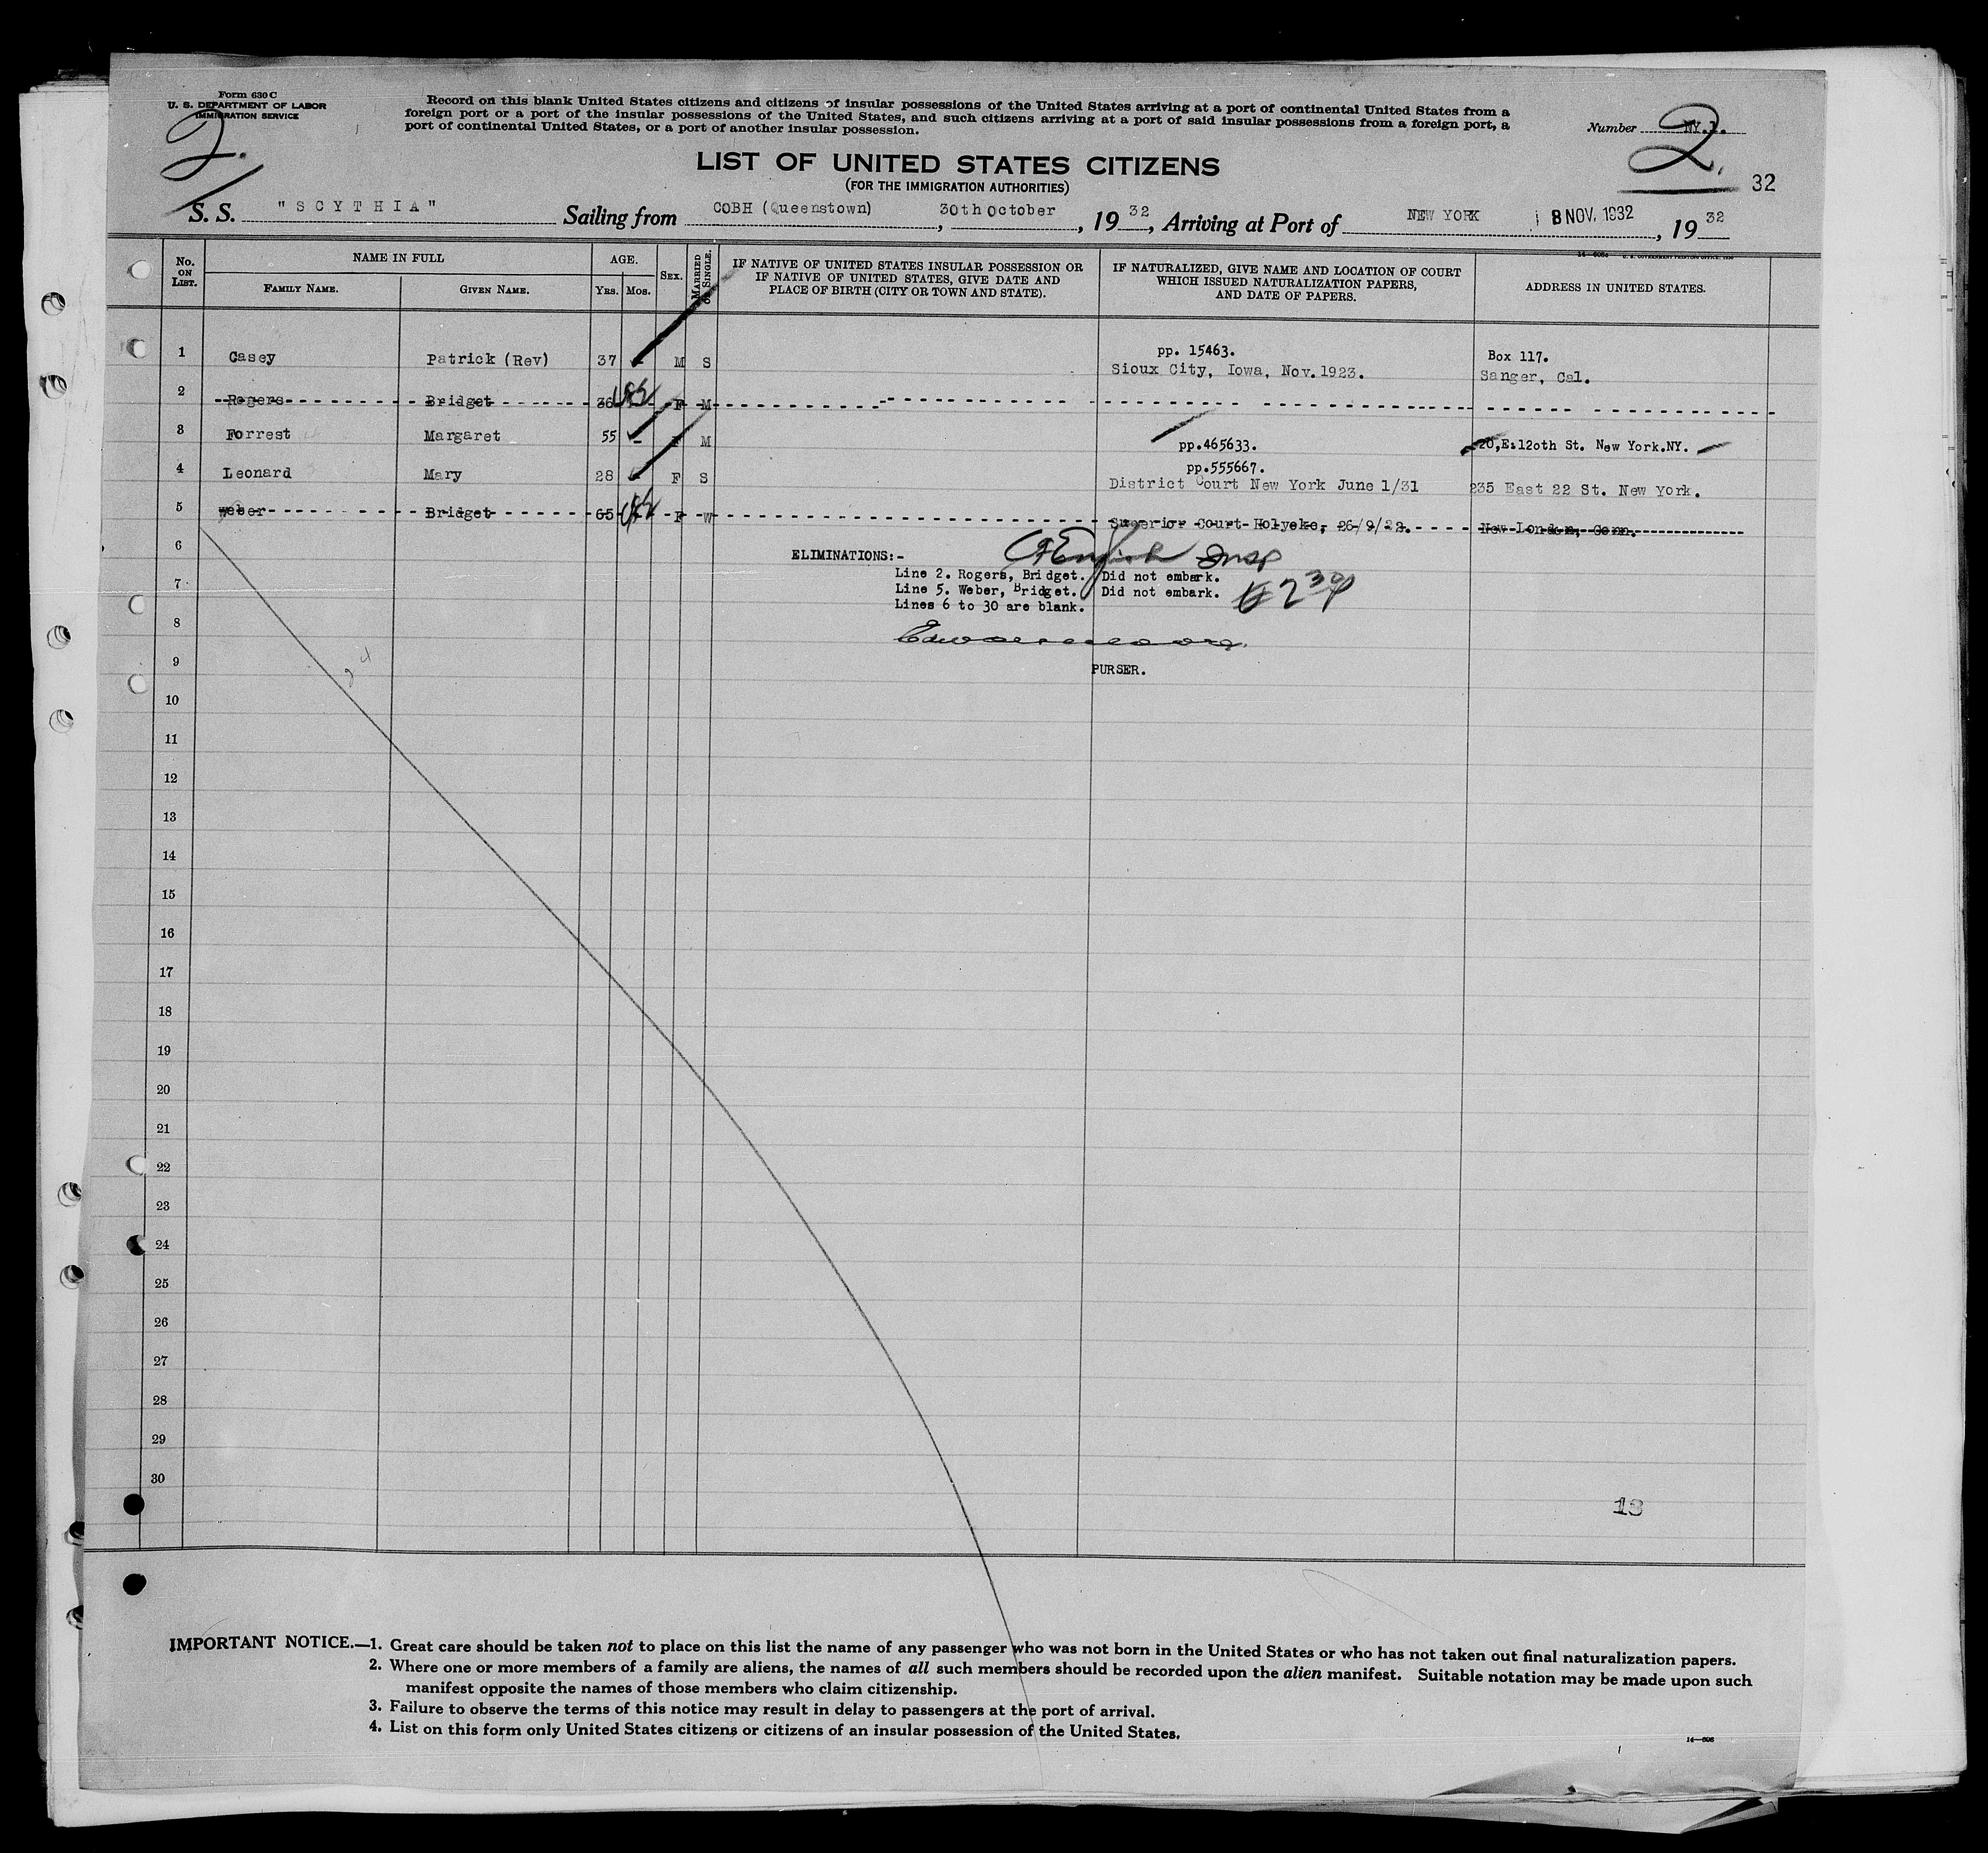 Form 630 C
U. S. DEPARTMENT OF LABOR
IMMIGRATION SERVICE
2.
Record on this blank United States citizens and citizens of insular possessions of the United States arriving at a port of continental United States from a
foreign port or a port of the insular possessions of the United States, and such citizens arriving at a port of said insular possessions from a foreign port, a
port of continental United States, or a port of another insular possession.
Number NY.1.
2.
32
LIST OF UNITED STATES CITIZENS
(FOR THE IMMIGRATION AUTHORITIES)
S. S. "SCYTHIA" Sailing from COBH (Queenstown), 30th October, 1932, Arriving at Port of NEW YORK 8 NOV. 1932, 1932
No. ON LIST.
NAME IN FULL
FAMILY NAME.
GIVEN NAME.
AGE.
YRS. MOS.
SEX.
MARRIED OR SINGLE.
IF NATIVE OF UNITED STATES INSULAR POSSESSION OR
IF NATIVE OF UNITED STATES, GIVE DATE AND
PLACE OF BIRTH (CITY OR TOWN AND STATE).
IF NATURALIZED, GIVE NAME AND LOCATION OF COURT
WHICH ISSUED NATURALIZATION PAPERS,
AND DATE OF PAPERS.
ADDRESS IN UNITED STATES.
1 Casey Patrick (Rev) 37 - M S pp. 15463. Box 117.
Sioux City, Iowa, Nov.1923. Sanger, Cal.
2 Rogers Bridget 36 F M
3 Forrest Margaret 55 - F M pp.465633. 20,E:12oth St. New York.NY.
4 Leonard Mary 28 F S pp.555667.
District Court New York June 1/31 235 East 22 St. New York.
5 Weber Bridget 65 F W Superior Court Holyoke, 26/9/23. New London, Conn.
6
ELIMINATIONS:-
Line 2. Rogers, Bridget. Did not embark.
7
Line 5. Weber, Bridget. Did not embark.
Lines 6 to 30 are blank.
8
9
PURSER.
10
11
12
13
14
15
16
17
18
19
20
21
22
23
24
25
26
27
28
29
30
13
IMPORTANT NOTICE.—1. Great care should be taken not to place on this list the name of any passenger who was not born in the United States or who has not taken out final naturalization papers.
2. Where one or more members of a family are aliens, the names of all such members should be recorded upon the alien manifest. Suitable notation may be made upon such
manifest opposite the names of those members who claim citizenship.
3. Failure to observe the terms of this notice may result in delay to passengers at the port of arrival.
4. List on this form only United States citizens or citizens of an insular possession of the United States.